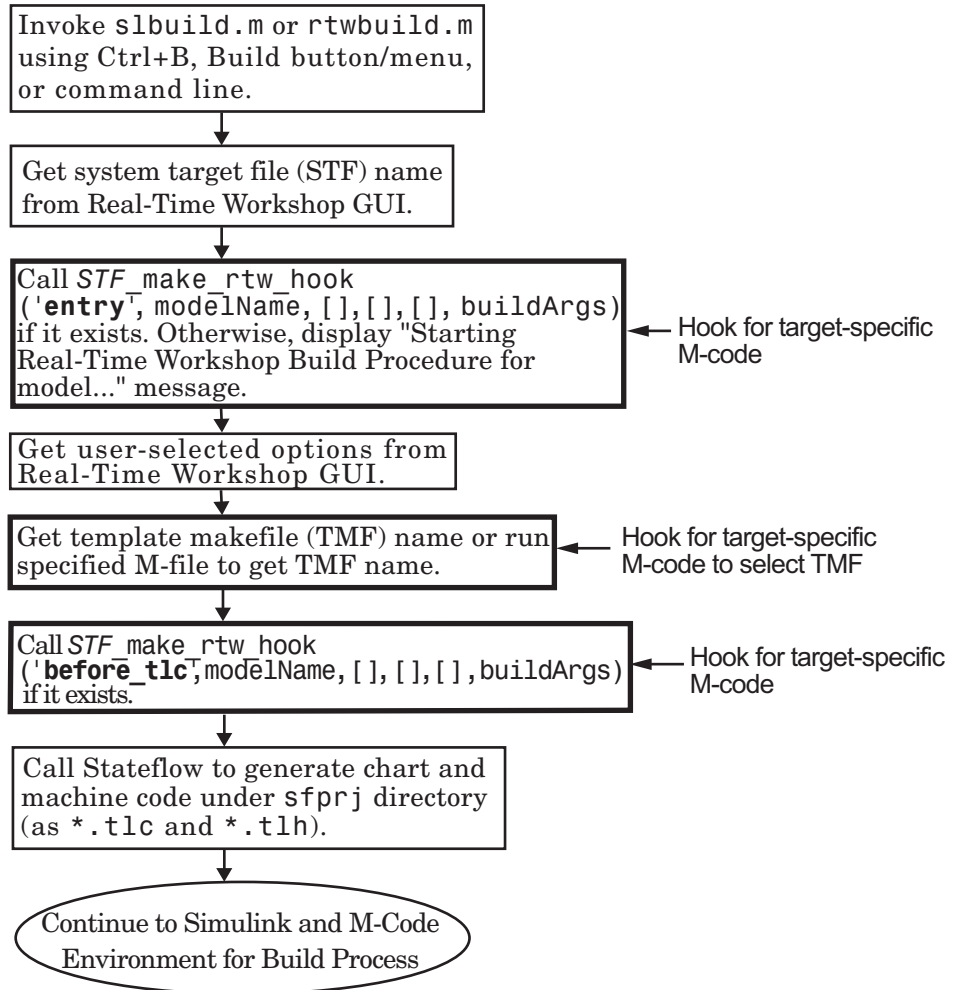 Invoke slbuild.m or rtwbuild.m
using Ctrl+B, Build button/menu,
or command line.
Get system target file (STF) name
from Real-Time Workshop GUI.
Call STF_make_rtw_hook
('entry', modelName, [],[],[], buildArgs)
if it exists. Otherwise, display "Starting
Real-Time Workshop Build Procedure for
model..." message.
Hook for target-specific
M-code
Get user-selected options from
Real-Time Workshop GUI.
Get template makefile (TMF) name or run
specified M-file to get TMF name.
Hook for target-specific
M-code to select TMF
Call STF_make_rtw_hook
('before_tlc',modelName,[],[],[],buildArgs)
if it exists.
Hook for target-specific
M-code
Call Stateflow to generate chart and
machine code under sfprj directory
(as *.tlc and *.tlh).
Continue to Simulink and M-Code
Environment for Build Process